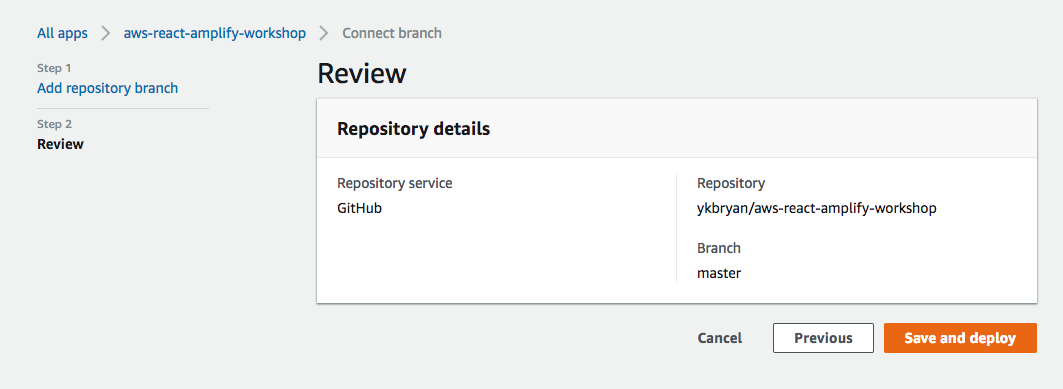 All apps > aws-react-amplify-workshop > Connect branch
Step 1
Add repository branch
Step 2
Review
Review
Repository details
Repository service
GitHub
Repository
ykbryan/aws-react-amplify-workshop
Branch
master
Cancel Previous Save and deploy